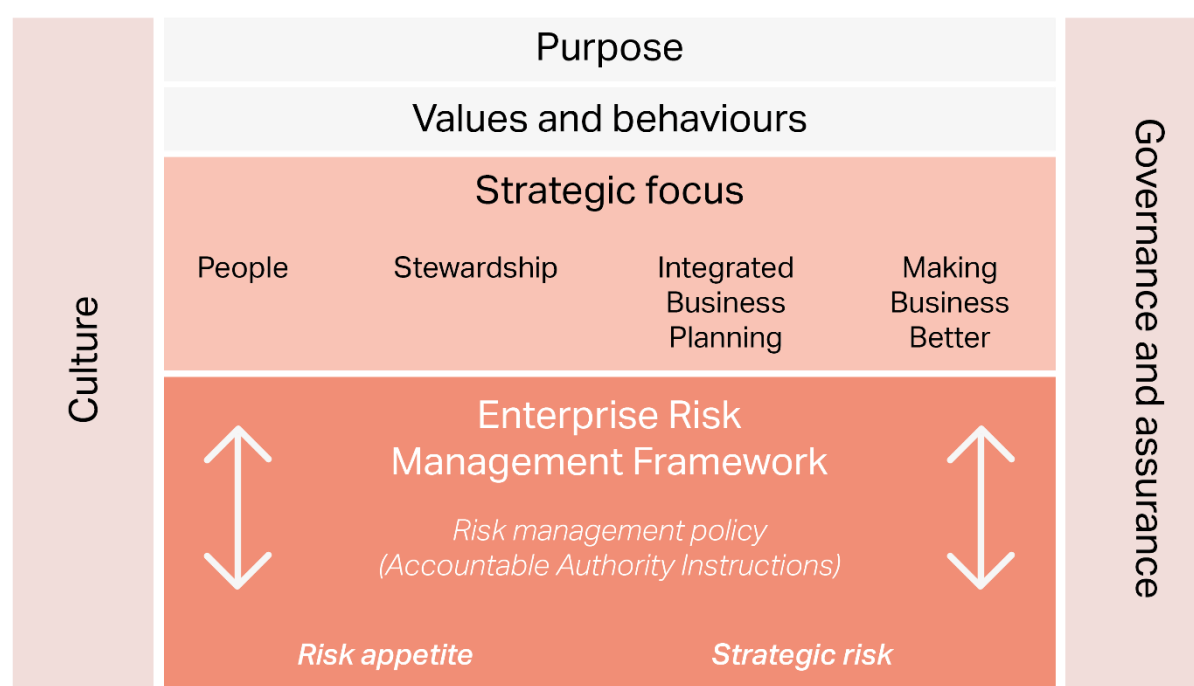 Culture
Purpose
Values and behaviours
Strategic focus
People
Stewardship
Integrated
Business
Planning
Making
Business
Better
Enterprise Risk
Management Framework
Risk management policy
(Accountable Authority Instructions)
Risk appetite
Strategic risk
Governance and assurance